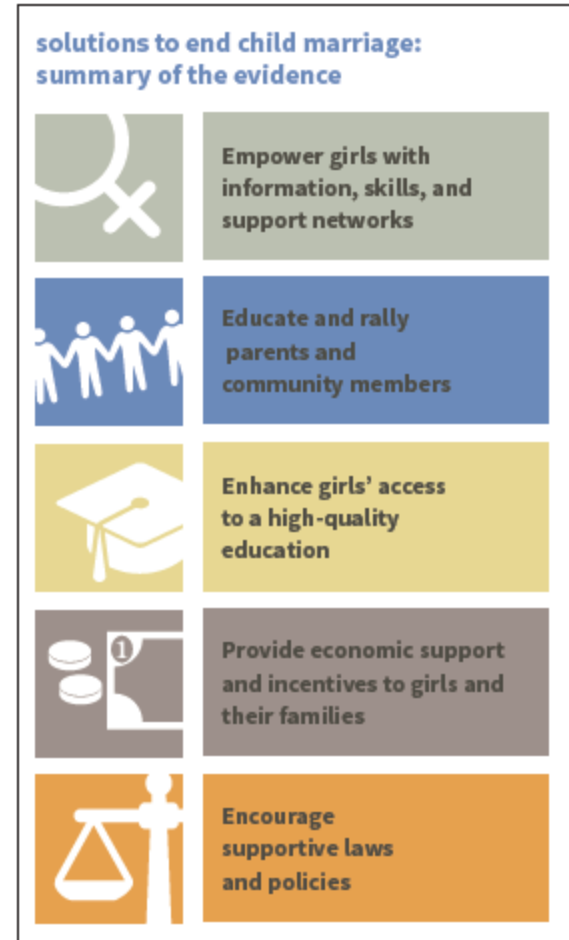 solutions to end child marriage:
summary of the evidence
Empower girls with
information, skills, and
support networks
Educate and rally
parents and
community members
Enhance girls’ access
to a high-quality
education
1
Provide economic support
and incentives to girls and
their families
Encourage
supportive laws
and policies